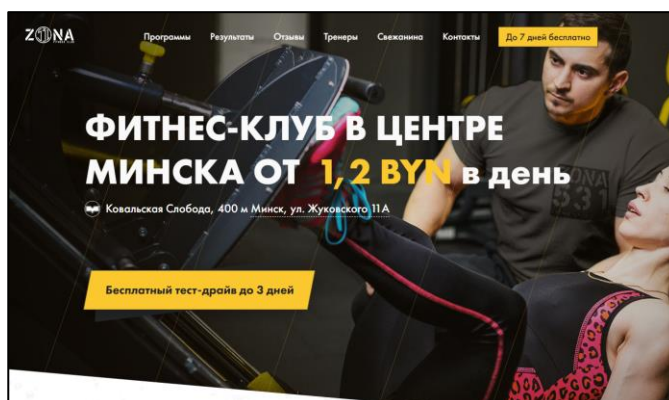 ZONA
Программы Результаты Отзывы Тренеры Свежанина Контакты До 7 дней бесплатно
ФИТНЕС-КЛУБ В ЦЕНТРЕ
МИНСКА ОТ 1,2 BYN в день
Ковальская Слобода, 400 м Минск, ул. Жуковского 11А
Бесплатный тест-драйв до 3 дней